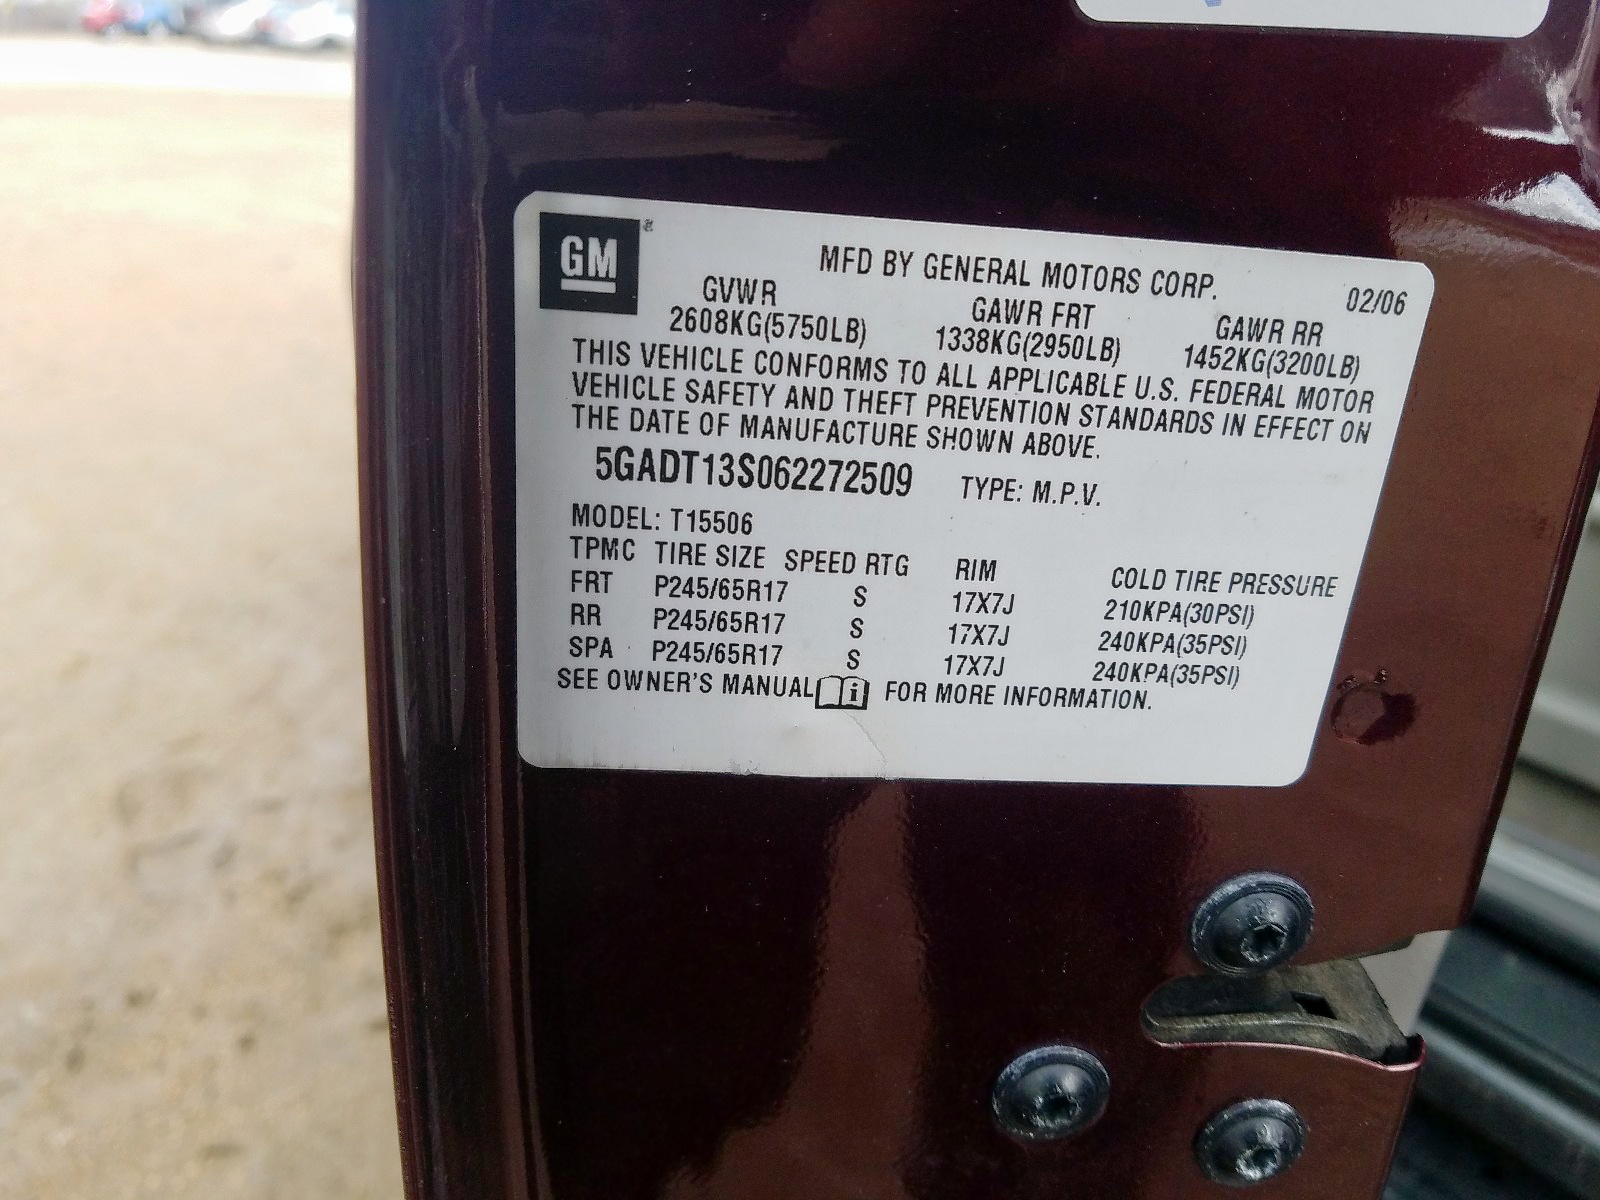 GM
MFD BY GENERAL MOTORS CORP. 02/06
GVWR GAWR FRT GAWR RR
2608KG(5750LB) 1338KG(2950LB) 1452KG(3200LB)
THIS VEHICLE CONFORMS TO ALL APPLICABLE U.S. FEDERAL MOTOR
VEHICLE SAFETY AND THEFT PREVENTION STANDARDS IN EFFECT ON
THE DATE OF MANUFACTURE SHOWN ABOVE.
5GADT13S062272509 TYPE: M.P.V.
MODEL: T15506
TPMC TIRE SIZE SPEED RTG RIM COLD TIRE PRESSURE
FRT P245/65R17 S 17X7J 210KPA(30PSI)
RR P245/65R17 S 17X7J 240KPA(35PSI)
SPA P245/65R17 S 17X7J 240KPA(35PSI)
SEE OWNER'S MANUAL FOR MORE INFORMATION.